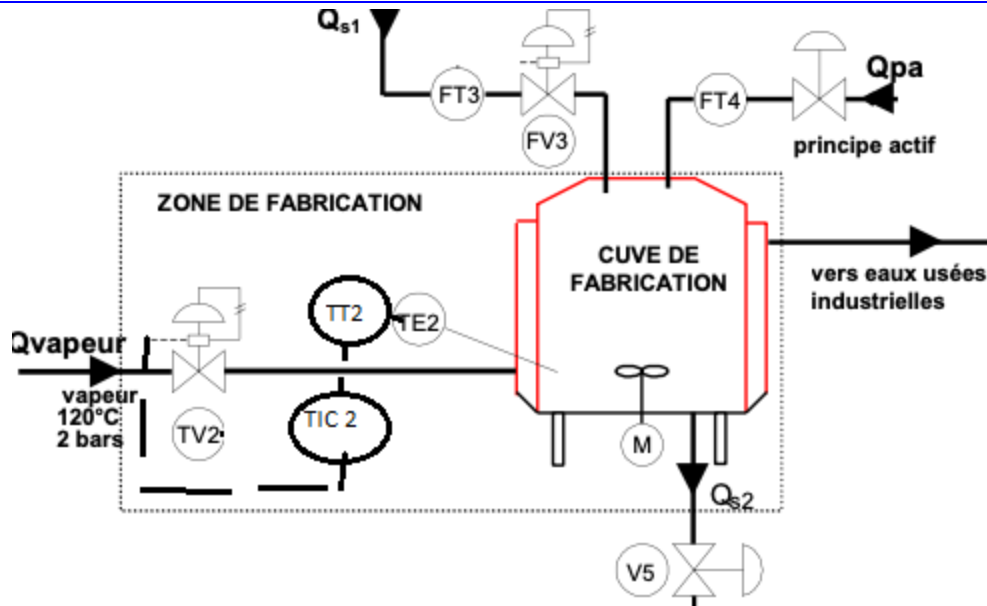 Qs1
Qpa
FT3
FT4
FV3
principe actif
ZONE DE FABRICATION
CUVE DE
FABRICATION
vers eaux usées
industrielles
TT2
TE2
Qvapeur
vapeur
120°C
2 bars
TV2
TIC 2
M
Qs2
V5